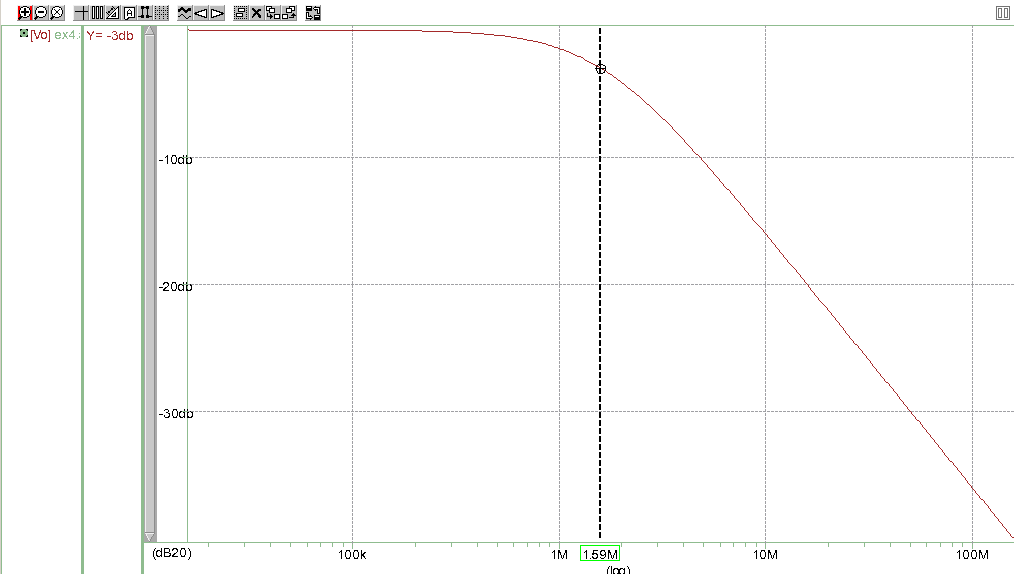 [Vo] ex4.
Y= -3db
-10db
-20db
-30db
(dB20)
100k 1M 1.59M 10M 100M
(log)